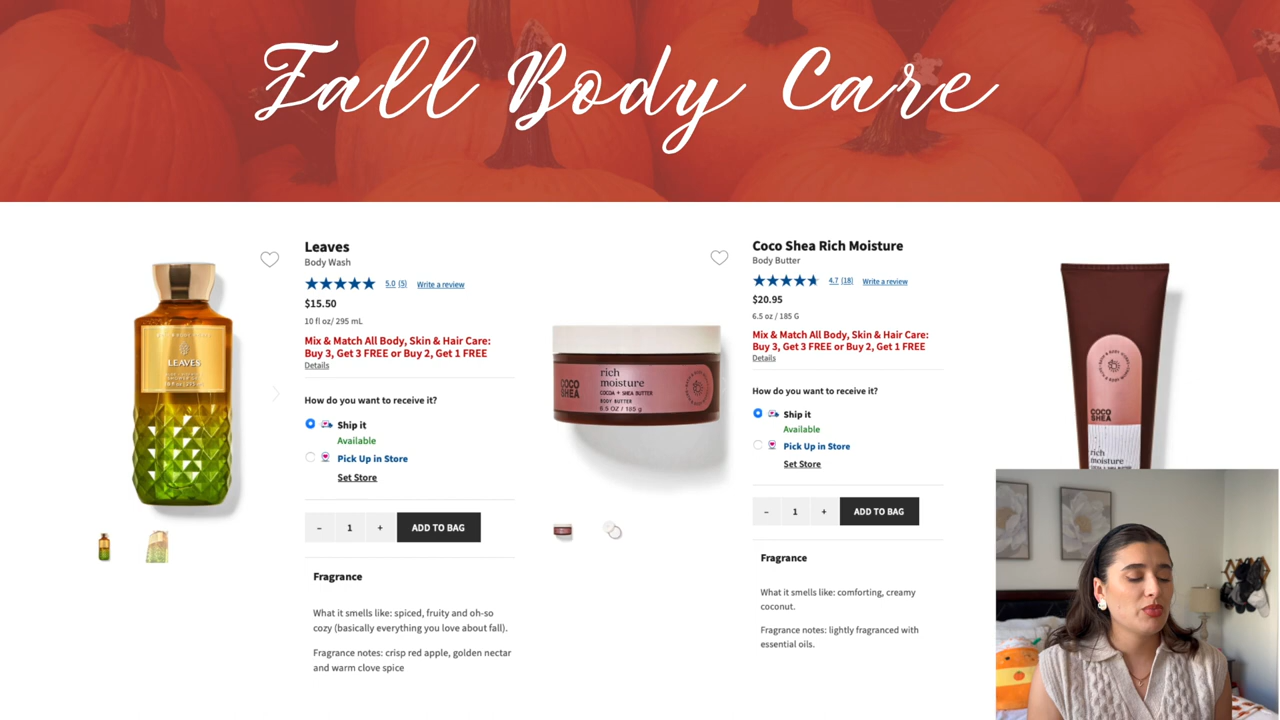 Fall Body Care
LEAVES
Leaves
Body Wash
5.0 (5) Write a review
$15.50
10 fl oz/ 295 mL
Mix & Match All Body, Skin & Hair Care:
Buy 3, Get 3 FREE or Buy 2, Get 1 FREE
Details
How do you want to receive it?
Ship it
Available
Pick Up in Store
Set Store
- 1 + ADD TO BAG
Fragrance
What it smells like: spiced, fruity and oh-so
cozy (basically everything you love about fall).
Fragrance notes: crisp red apple, golden nectar
and warm clove spice
COCO
SHEA
rich
moisture
COCOA + SHEA BUTTER
BODY BUTTER
6.5 OZ / 185 g
Coco Shea Rich Moisture
Body Butter
4.7 (18) Write a review
$20.95
6.5 oz/ 185 G
Mix & Match All Body, Skin & Hair Care:
Buy 3, Get 3 FREE or Buy 2, Get 1 FREE
Details
How do you want to receive it?
Ship it
Available
Pick Up in Store
Set Store
- 1 + ADD TO BAG
Fragrance
What it smells like: comforting, creamy
coconut.
Fragrance notes: lightly fragranced with
essential oils.
COCO
SHEA
rich
moisture